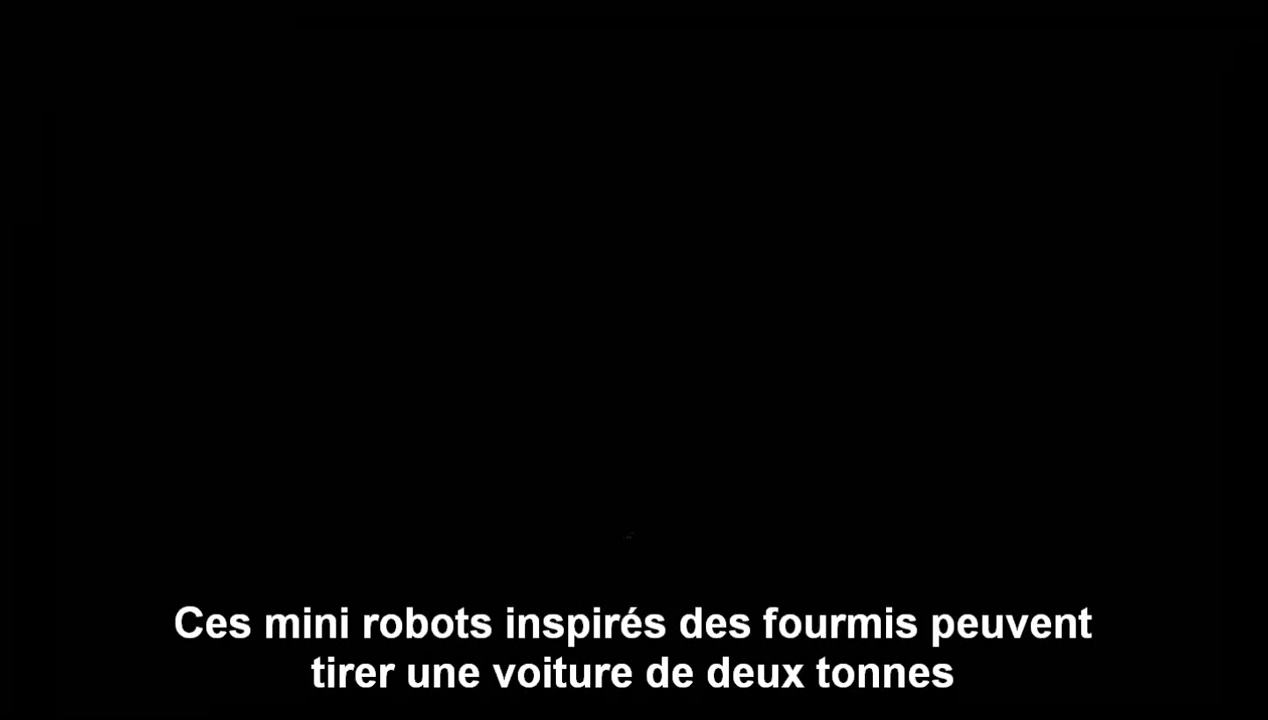 Ces mini robots inspirés des fourmis peuvent
tirer une voiture de deux tonnes